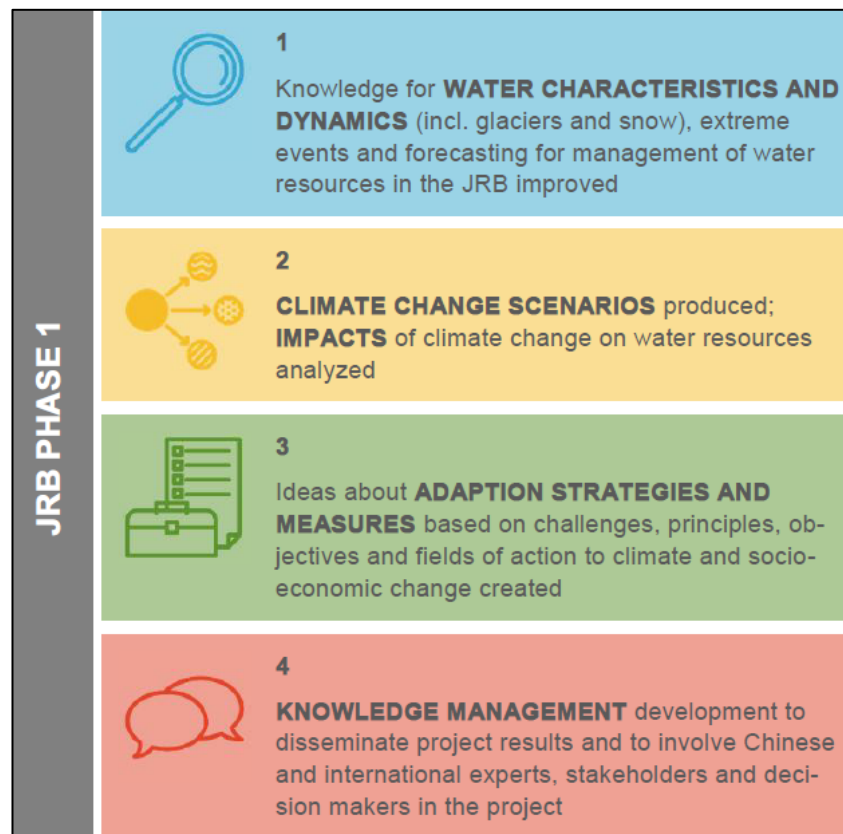 JRB PHASE 1
1
Knowledge for WATER CHARACTERISTICS AND
DYNAMICS (incl. glaciers and snow), extreme
events and forecasting for management of water
resources in the JRB improved
2
CLIMATE CHANGE SCENARIOS produced;
IMPACTS of climate change on water resources
analyzed
3
Ideas about ADAPTION STRATEGIES AND
MEASURES based on challenges, principles, ob-
jectives and fields of action to climate and socio-
economic change created
4
KNOWLEDGE MANAGEMENT development to
disseminate project results and to involve Chinese
and international experts, stakeholders and deci-
sion makers in the project